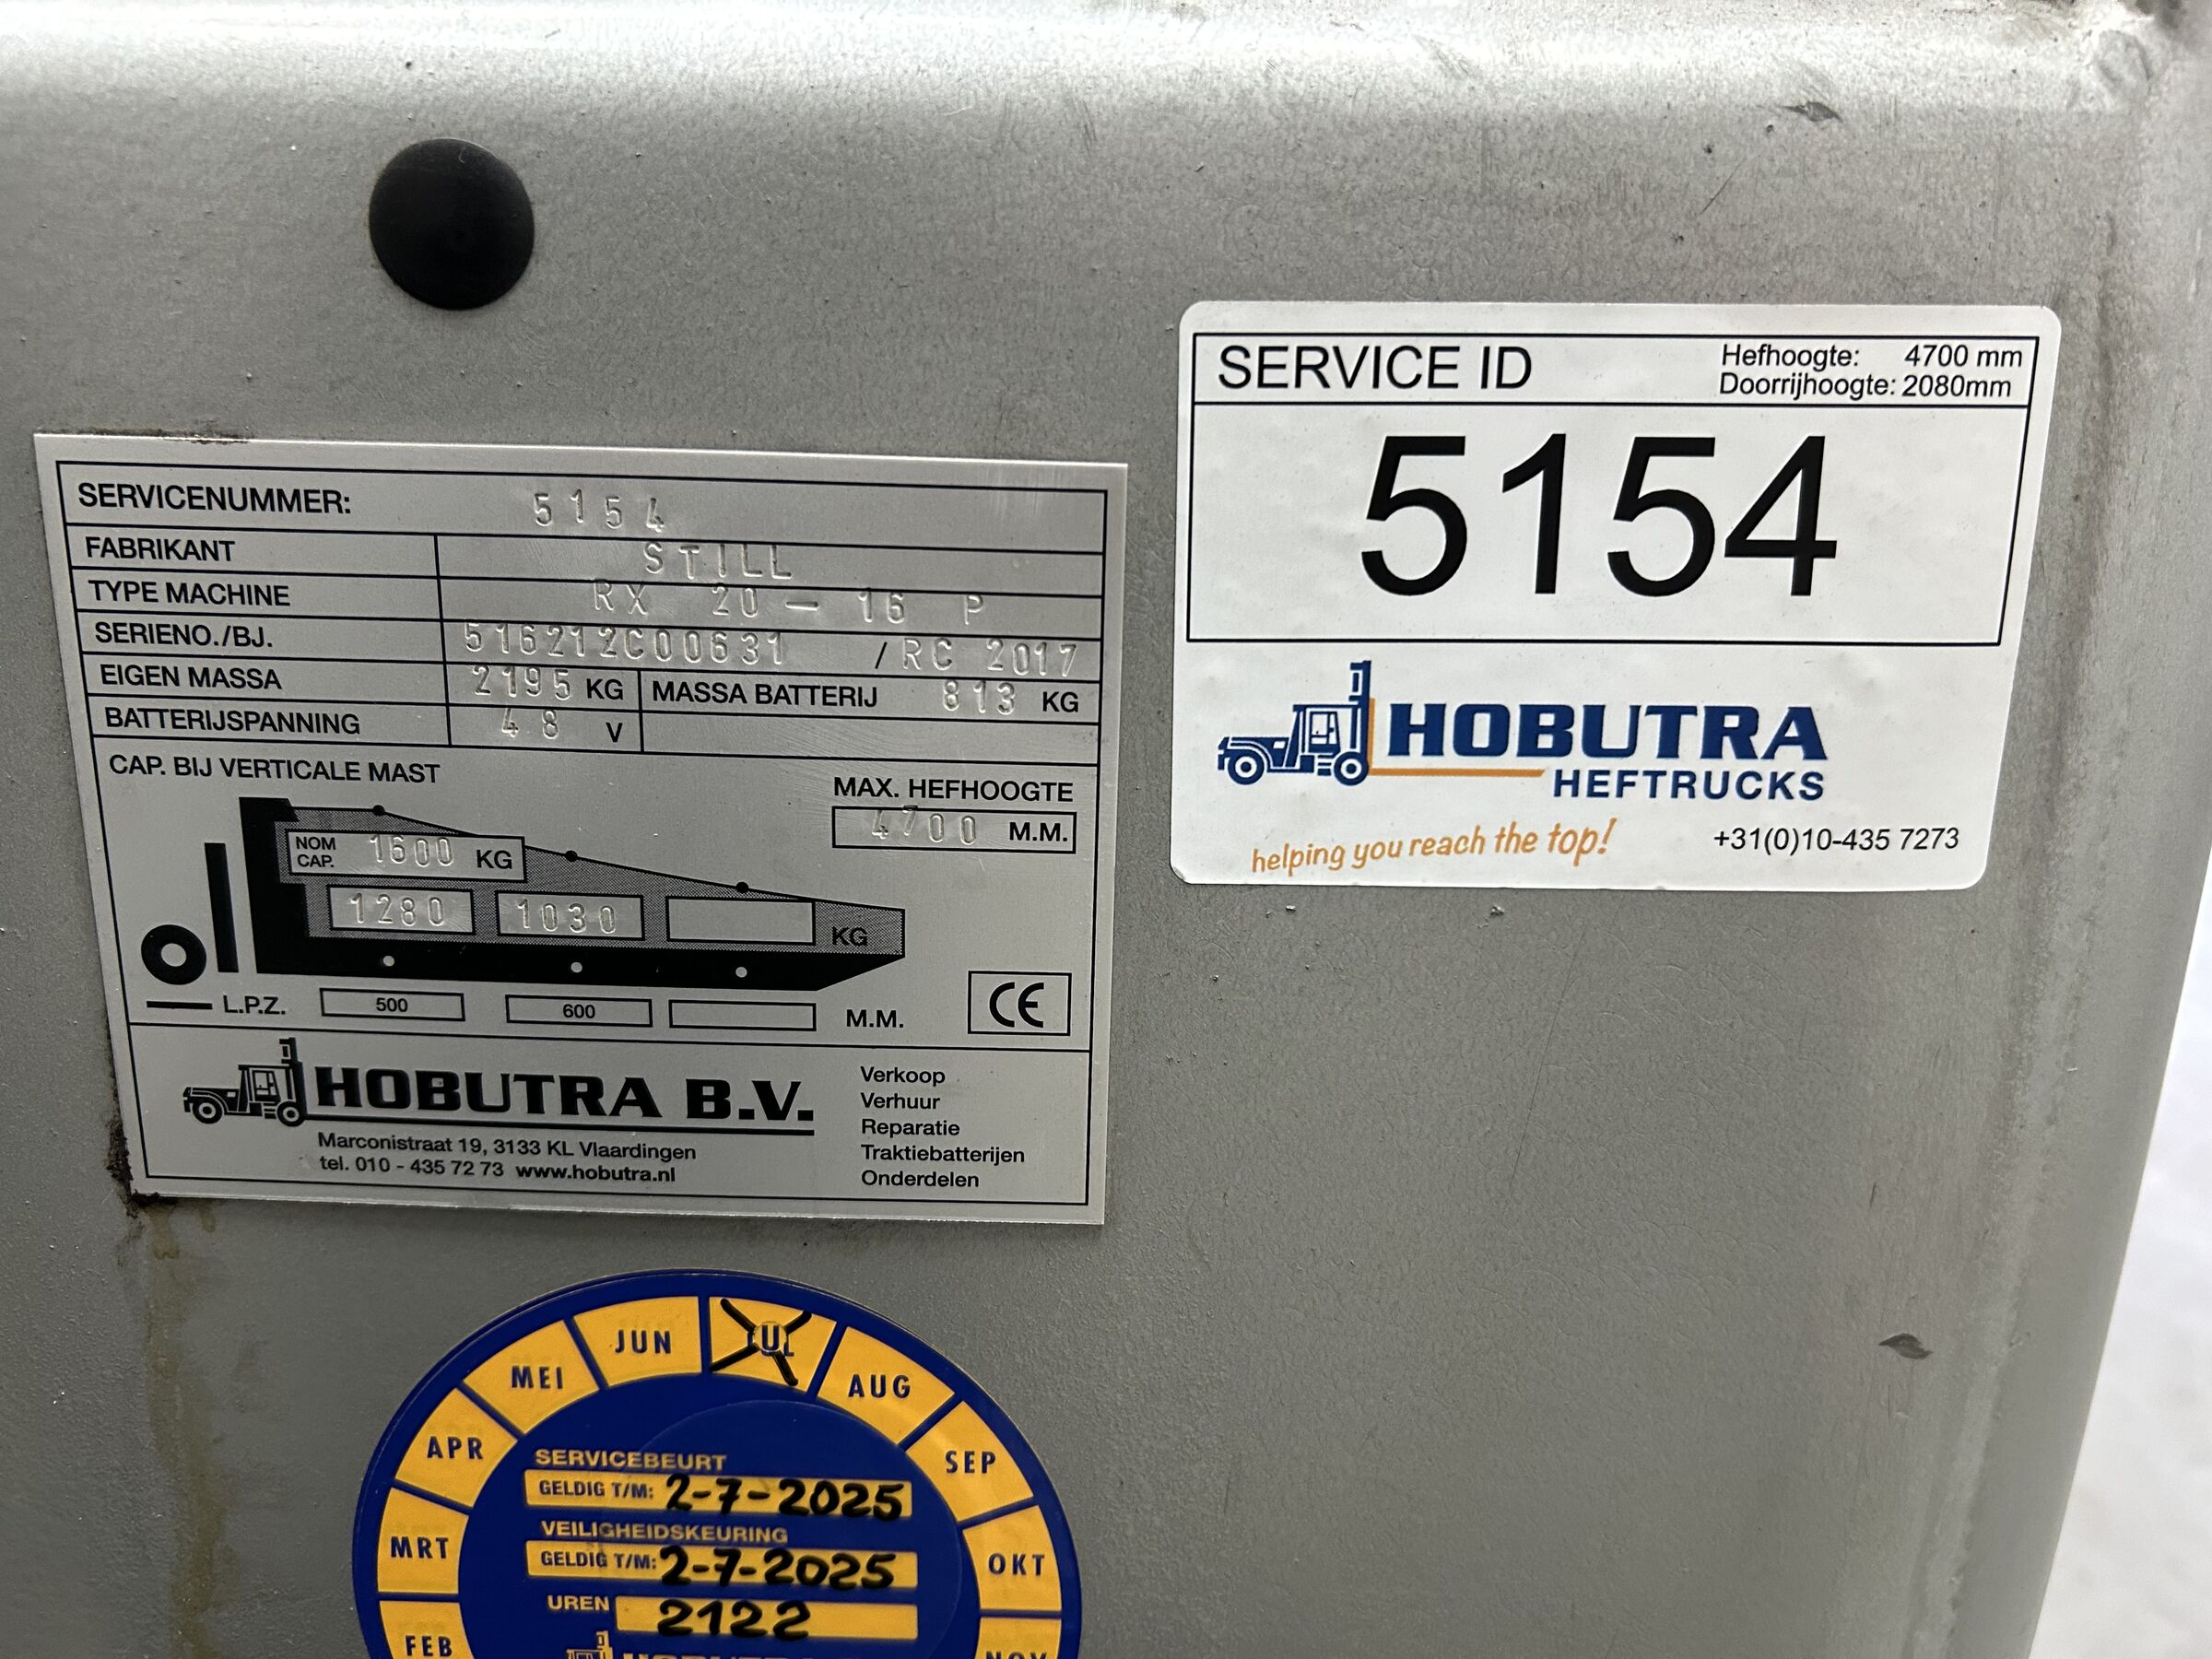 SERVICENUMMER: 5154
FABRIKANT STILL
TYPE MACHINE RX 20 - 16 P
SERIENO./BJ. 516212C00631 / RC 2017
EIGEN MASSA 2195 KG MASSA BATTERIJ 813 KG
BATTERIJSPANNING 48 V
CAP. BIJ VERTICALE MAST
MAX. HEFHOOGTE
4700 M.M.
NOM CAP. 1600 KG
1280 1030 KG
L.P.Z. 500 600 M.M.
CE
HOBUTRA B.V.
Marconistraat 19, 3133 KL Vlaardingen
tel. 010 - 435 72 73 www.hobutra.nl
Verkoop
Verhuur
Reparatie
Traktiebatterijen
Onderdelen
SERVICE ID
Hefhoogte: 4700 mm
Doorrijhoogte: 2080mm
5154
HOBUTRA
HEFTRUCKS
helping you reach the top!
+31(0)10-435 7273
FEB
MRT
APR
MEI
JUN
JUL
AUG
SEP
OKT
NOV
SERVICEBEURT
GELDIG T/M: 2-7-2025
VEILIGHEIDSKEURING
GELDIG T/M: 2-7-2025
UREN 2122
HOBUTRA